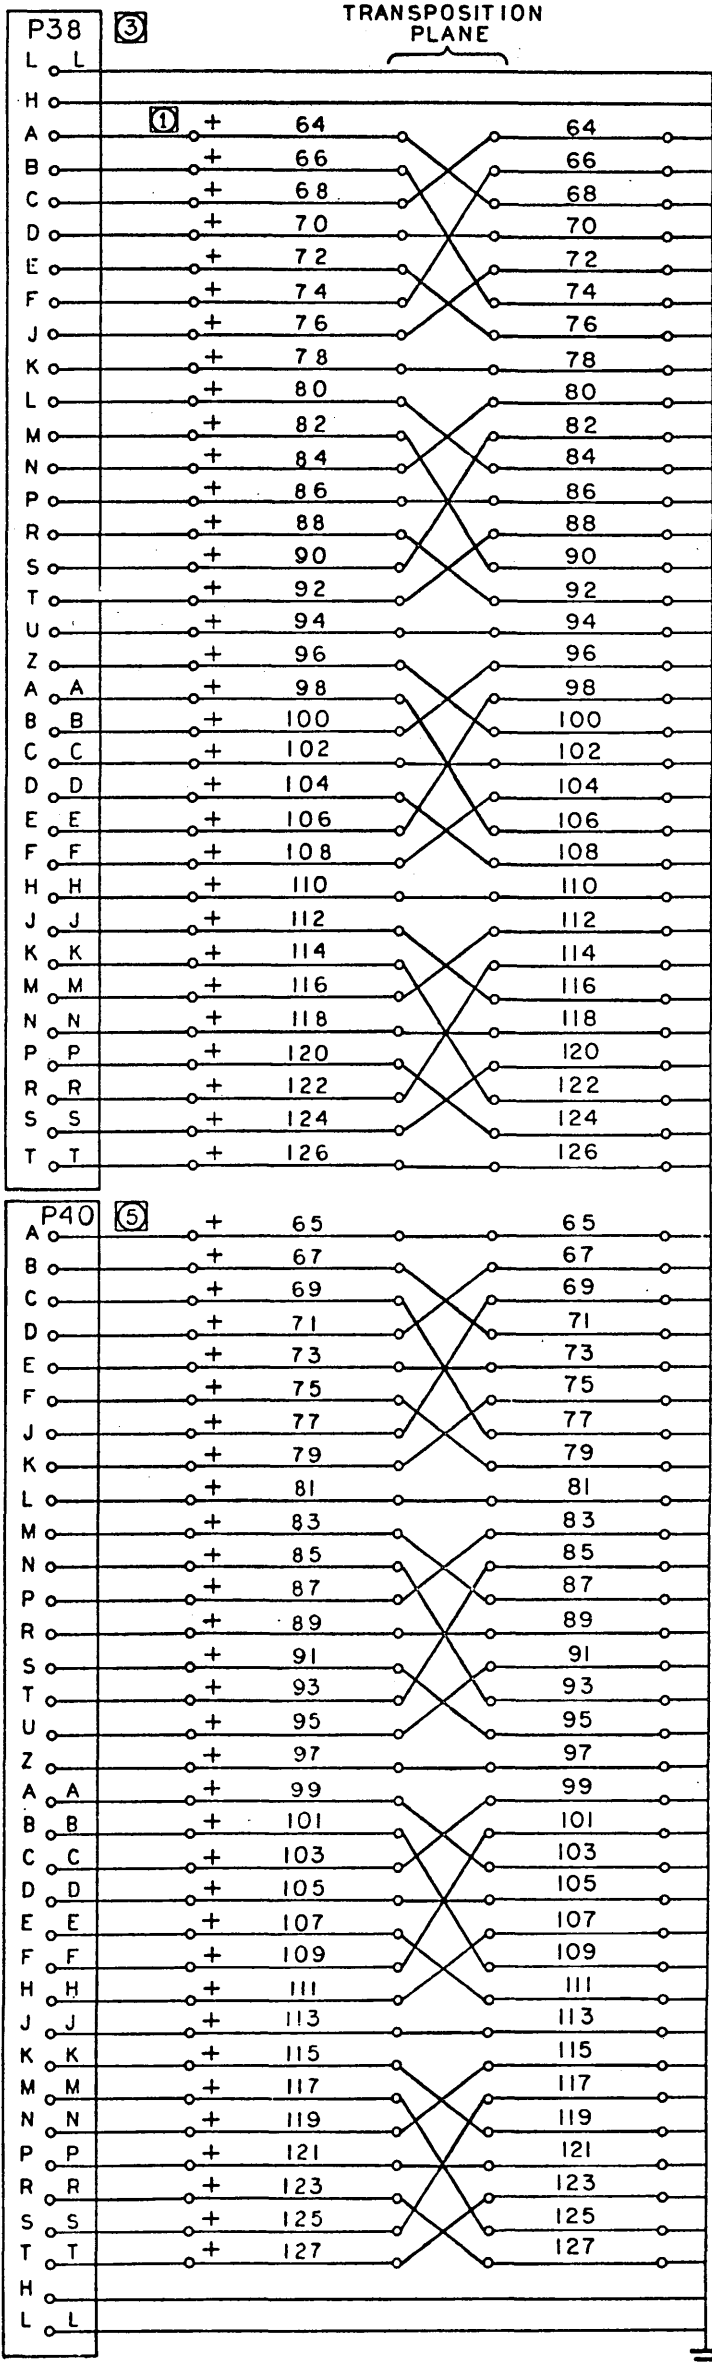 TRANSPOSITION
PLANE
P38 3
L L
H
1
A + 64 64
B + 66 66
C + 68 68
D + 70 70
E + 72 72
F + 74 74
J + 76 76
K + 78 78
L + 80 80
M + 82 82
N + 84 84
P + 86 86
R + 88 88
S + 90 90
T + 92 92
U + 94 94
Z + 96 96
A A + 98 98
B B + 100 100
C C + 102 102
D D + 104 104
E E + 106 106
F F + 108 108
H H + 110 110
J J + 112 112
K K + 114 114
M M + 116 116
N N + 118 118
P P + 120 120
R R + 122 122
S S + 124 124
T T + 126 126
P40 5
A + 65 65
B + 67 67
C + 69 69
D + 71 71
E + 73 73
F + 75 75
J + 77 77
K + 79 79
L + 81 81
M + 83 83
N + 85 85
P + 87 87
R + 89 89
S + 91 91
T + 93 93
U + 95 95
Z + 97 97
A A + 99 99
B B + 101 101
C C + 103 103
D D + 105 105
E E + 107 107
F F + 109 109
H H + 111 111
J J + 113 113
K K + 115 115
M M + 117 117
N N + 119 119
P P + 121 121
R R + 123 123
S S + 125 125
T T + 127 127
H
L L